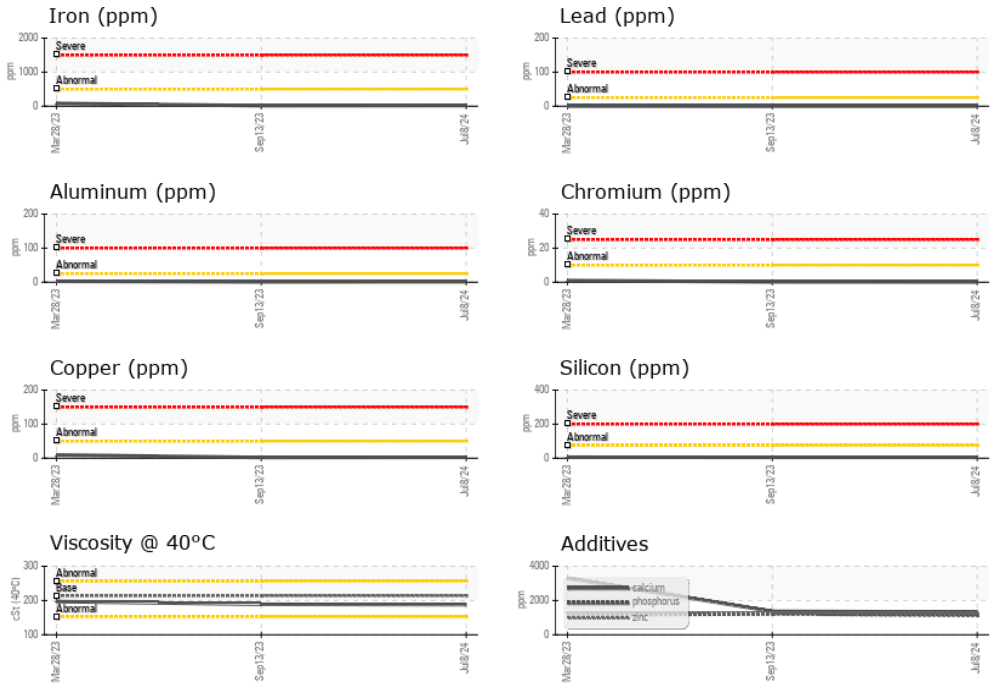 Iron (ppm)
2000
Severe
ppm
1000
Abnormal
0
Mar28/23
Sep13/23
Jul8/24
Lead (ppm)
200
Severe
ppm
100
Abnormal
0
Mar28/23
Sep13/23
Jul8/24
Aluminum (ppm)
200
Severe
ppm
100
Abnormal
0
Mar28/23
Sep13/23
Jul8/24
Chromium (ppm)
40
Severe
ppm
20
Abnormal
0
Mar28/23
Sep13/23
Jul8/24
Copper (ppm)
200
Severe
ppm
100
Abnormal
0
Mar28/23
Sep13/23
Jul8/24
Silicon (ppm)
400
Severe
ppm
200
Abnormal
0
Mar28/23
Sep13/23
Jul8/24
Viscosity @ 40°C
300
Abnormal
Base
cSt (40°C)
200
Abnormal
100
Mar28/23
Sep13/23
Jul8/24
Additives
4000
calcium
ppm
2000
phosphorus
zinc
0
Mar28/23
Sep13/23
Jul8/24